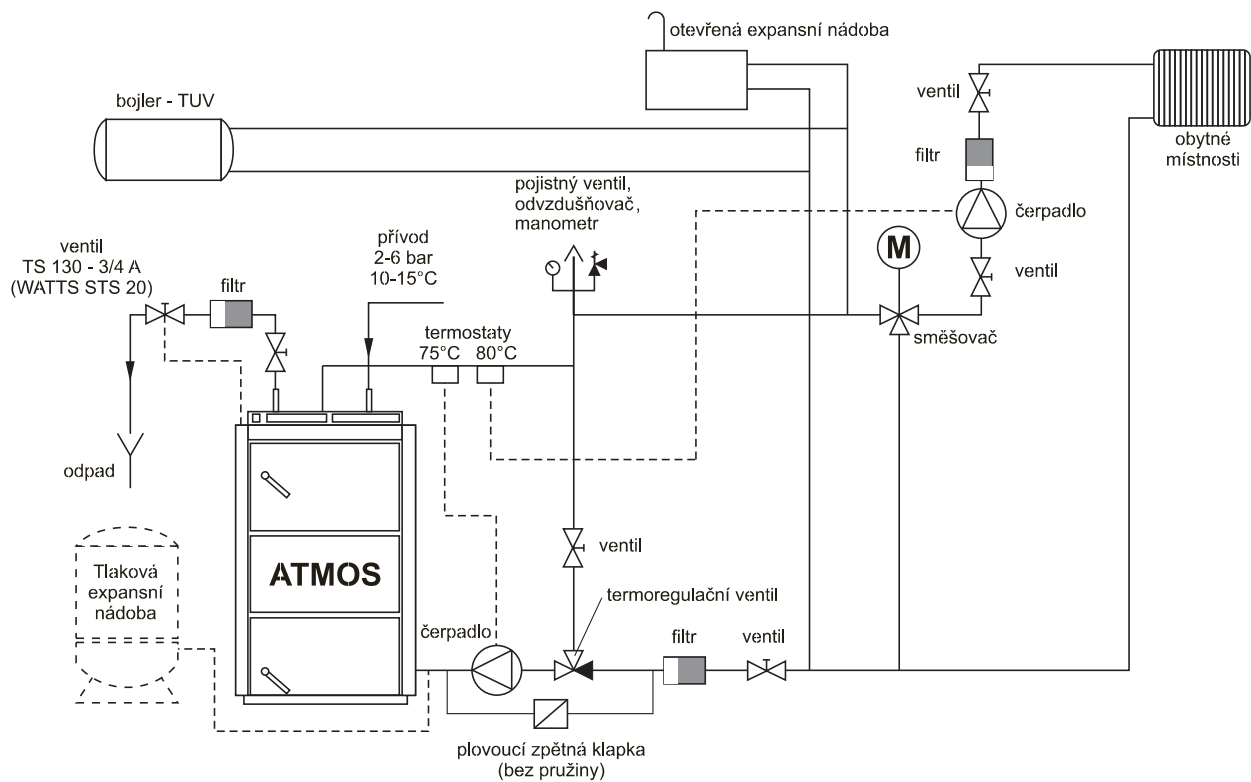 otevřená expansní nádoba
bojler - TUV
ventil
filtr
obytné
místnosti
pojistný ventil,
odvzdušňovač,
manometr
čerpadlo
M
ventil
ventil
TS 130 - 3/4 A
(WATTS STS 20)
filtr
přívod
2-6 bar
10-15°C
termostaty
75°C 80°C
směšovač
odpad
ventil
Tlaková
expansní
nádoba
ATMOS
termoregulační ventil
čerpadlo
filtr
ventil
plovoucí zpětná klapka
(bez pružiny)